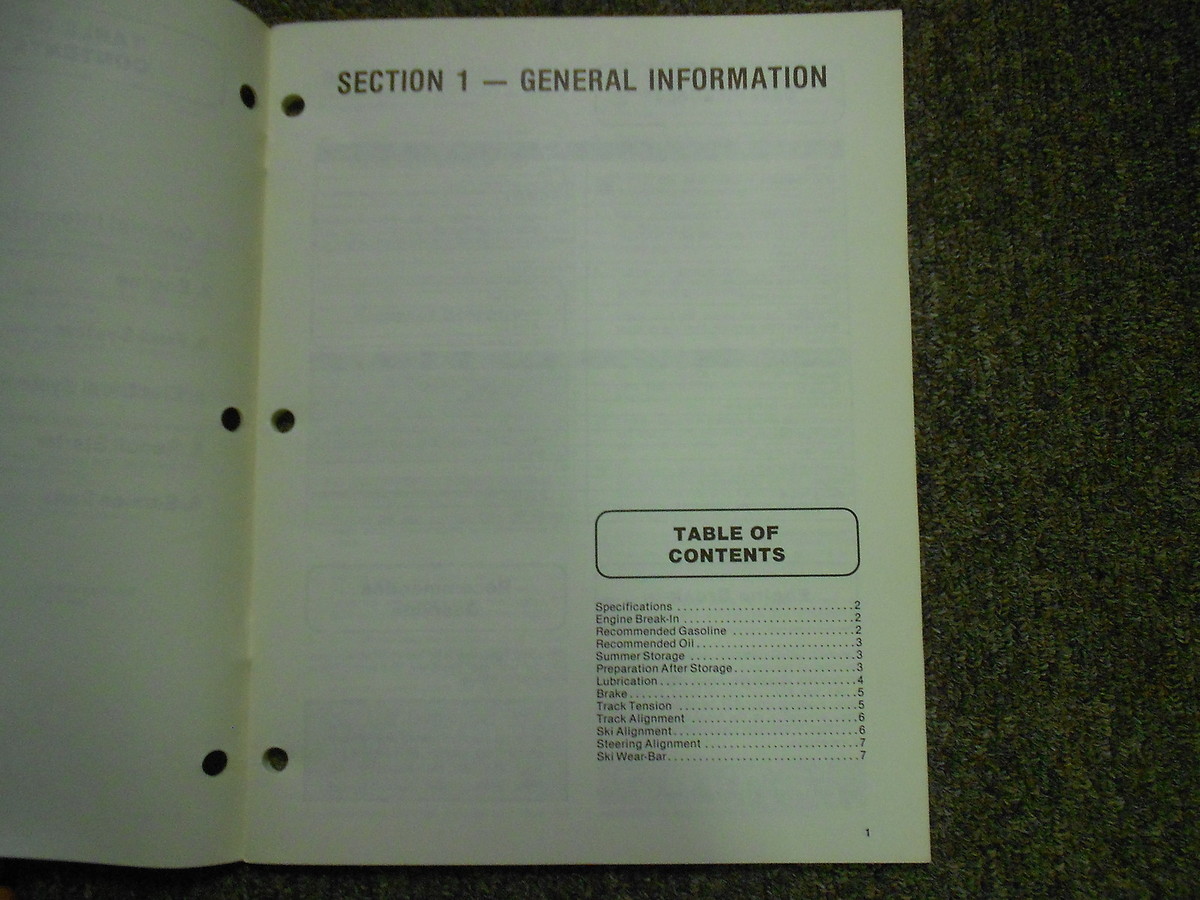 SECTION 1 — GENERAL INFORMATION
TABLE OF
CONTENTS
Specifications ............................2
Engine Break-In ...........................2
Recommended Gasoline ....................2
Recommended Oil..........................3
Summer Storage ..........................3
Preparation After Storage...................3
Lubrication...............................4
Brake....................................5
Track Tension ............................5
Track Alignment ..........................6
Ski Alignment.............................6
Steering Alignment ........................7
Ski Wear-Bar..............................7
1